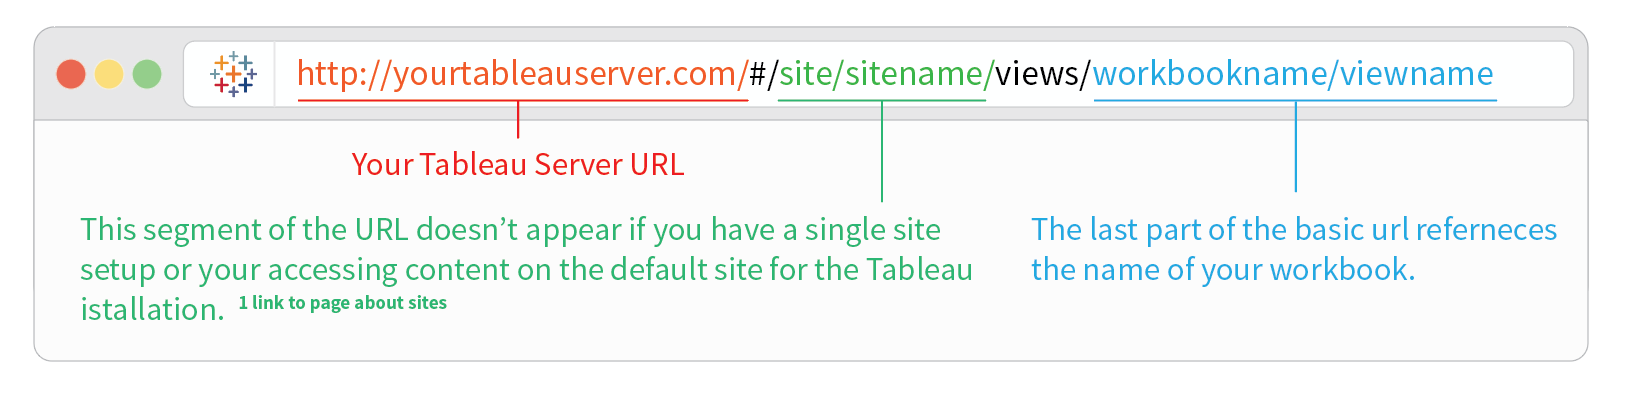 http://yourtableauserver.com/#/site/sitename/views/workbookname/viewname
Your Tableau Server URL
This segment of the URL doesn’t appear if you have a single site
setup or your accessing content on the default site for the Tableau
istallation. 1 link to page about sites
The last part of the basic url referneces
the name of your workbook.